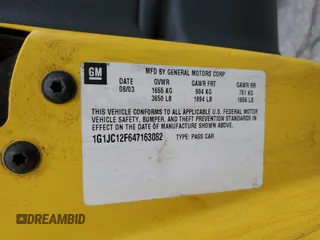 GM
MFD BY GENERAL MOTORS CORP
DATE GVWR GAWR FRT GAWR RR
08/03 1655 KG 904 KG 751 KG
3650 LB 1994 LB 1656 LB
THIS VEHICLE CONFORMS TO ALL APPLICABLE U.S. FEDERAL MOTOR
VEHICLE SAFETY, BUMPER, AND THEFT PREVENTION STANDARDS IN
EFFECT ON THE DATE OF MANUFACTURE SHOWN ABOVE.
1G1JC12F647163082 TYPE: PASS CAR
DREAMBID